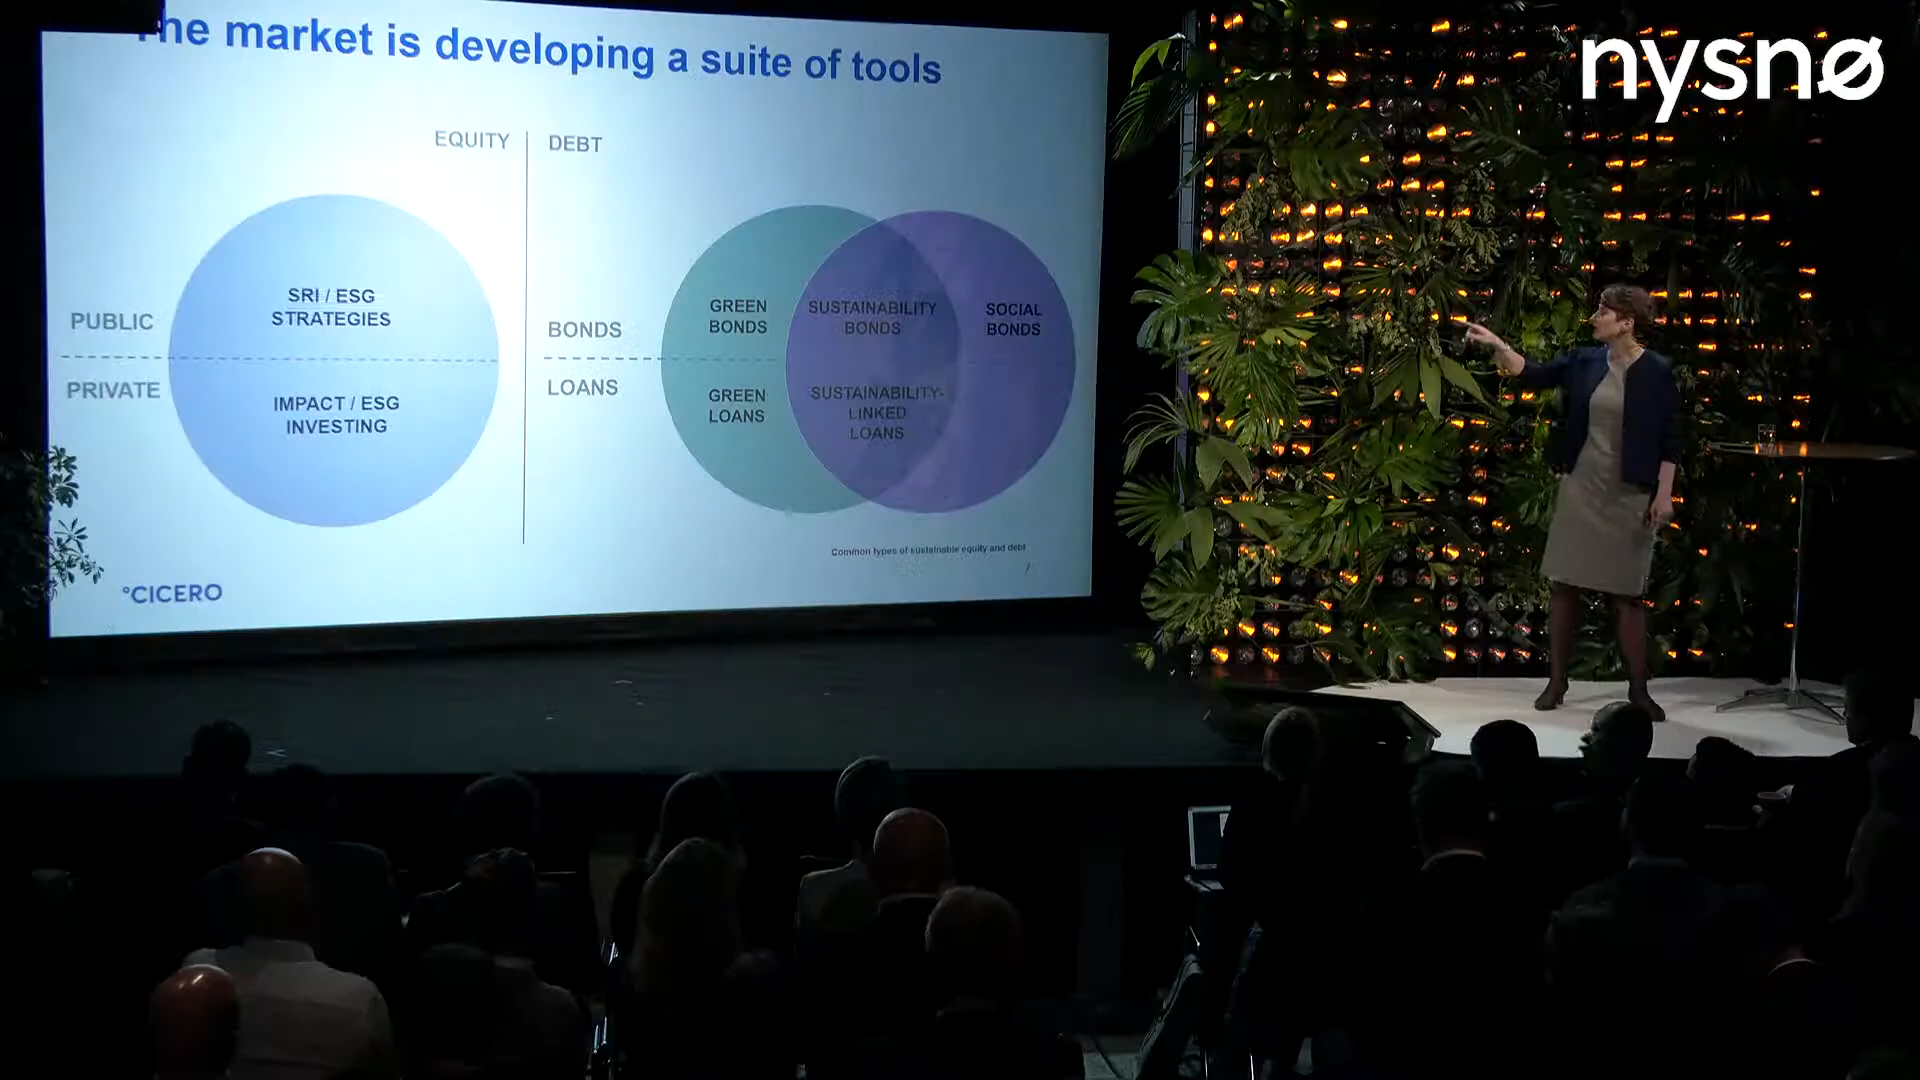 The market is developing a suite of tools
nysnø
EQUITY
DEBT
SRI / ESG
STRATEGIES
PUBLIC
PRIVATE
IMPACT / ESG
INVESTING
BONDS
LOANS
GREEN
BONDS
SUSTAINABILITY
BONDS
SOCIAL
BONDS
GREEN
LOANS
SUSTAINABILITY-
LINKED
LOANS
Common types of sustainable equity and debt
°CICERO